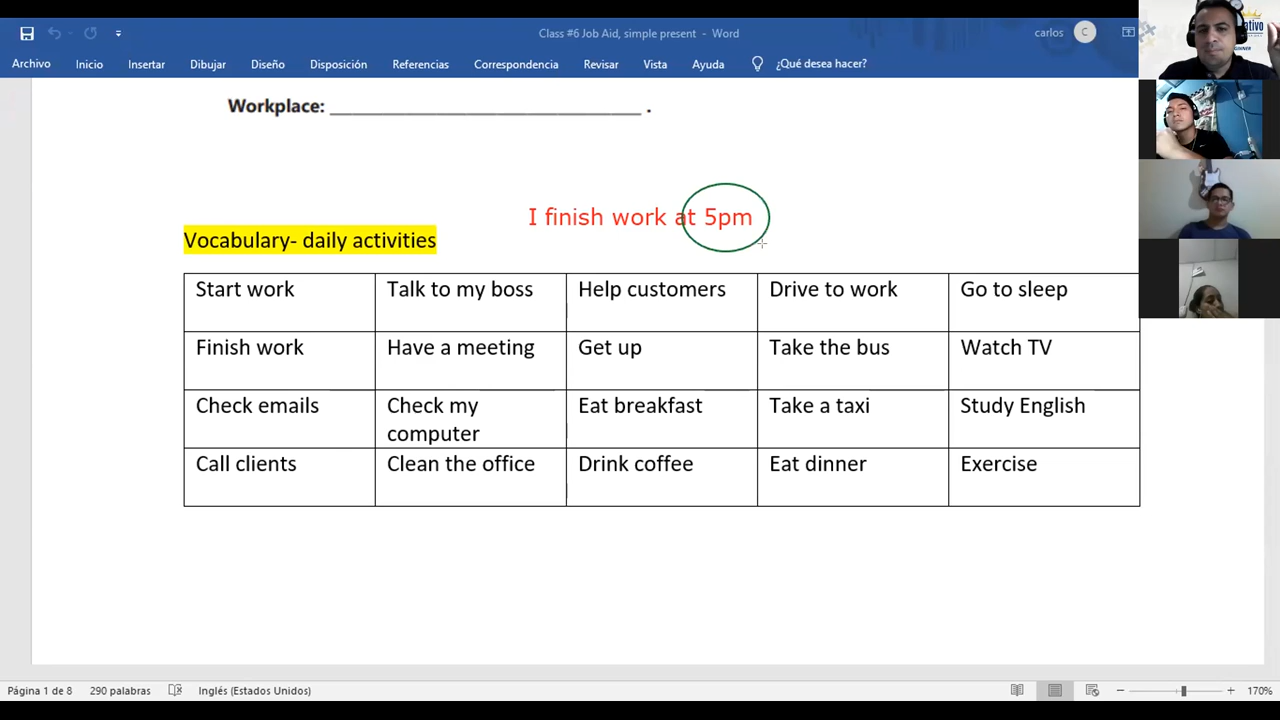 Class #6 Job Aid, simple present - Word
carlos
C
Archivo Inicio Insertar Dibujar Diseño Disposición Referencias Correspondencia Revisar Vista Ayuda ¿Qué desea hacer?
Workplace: ________________________________ .
I finish work at 5pm
Vocabulary- daily activities
Start work Talk to my boss Help customers Drive to work Go to sleep
Finish work Have a meeting Get up Take the bus Watch TV
Check emails Check my computer Eat breakfast Take a taxi Study English
Call clients Clean the office Drink coffee Eat dinner Exercise
Página 1 de 8 290 palabras Inglés (Estados Unidos) 170%